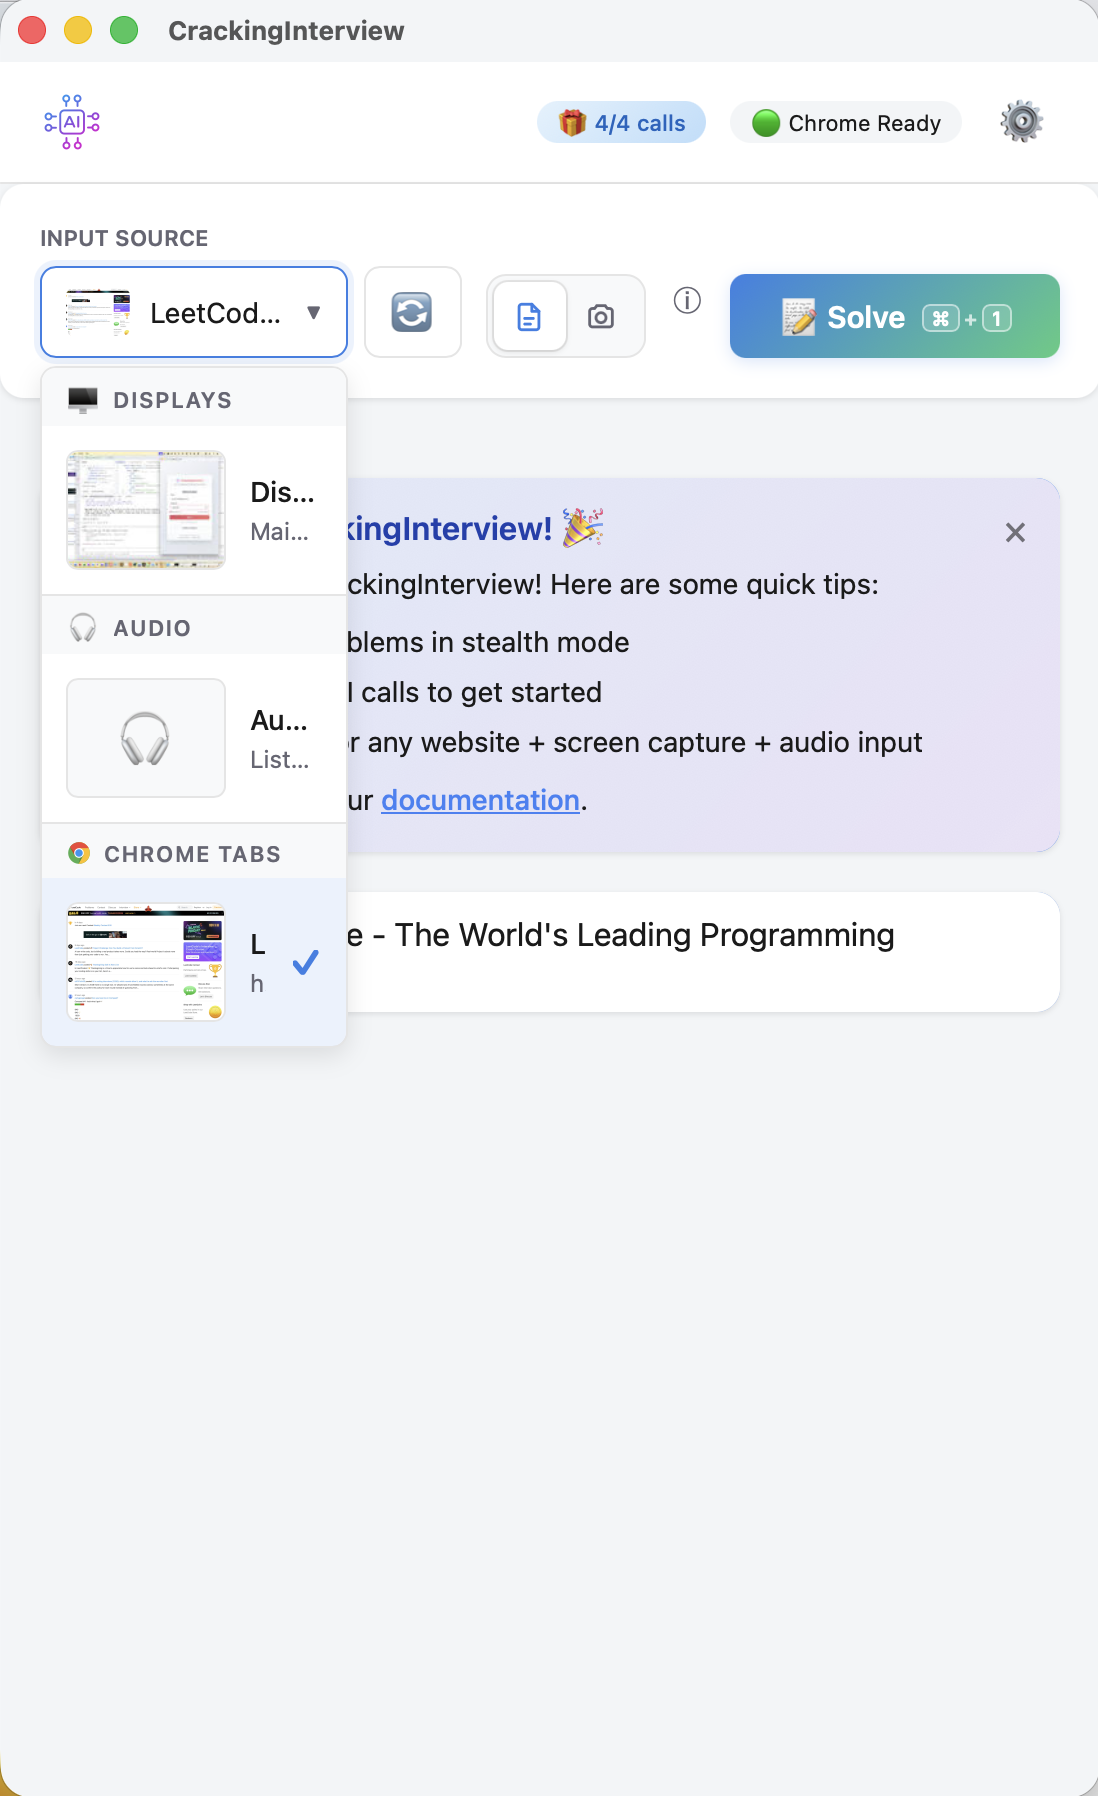 CrackingInterview
AI
4/4 calls
Chrome Ready
INPUT SOURCE
LeetCod...
Solve ⌘ + 1
DISPLAYS
Dis...
Mai...
AUDIO
Au...
List...
CHROME TABS
L
h
kingInterview!
ckingInterview! Here are some quick tips:
blems in stealth mode
I calls to get started
r any website + screen capture + audio input
ur documentation.
e - The World's Leading Programming